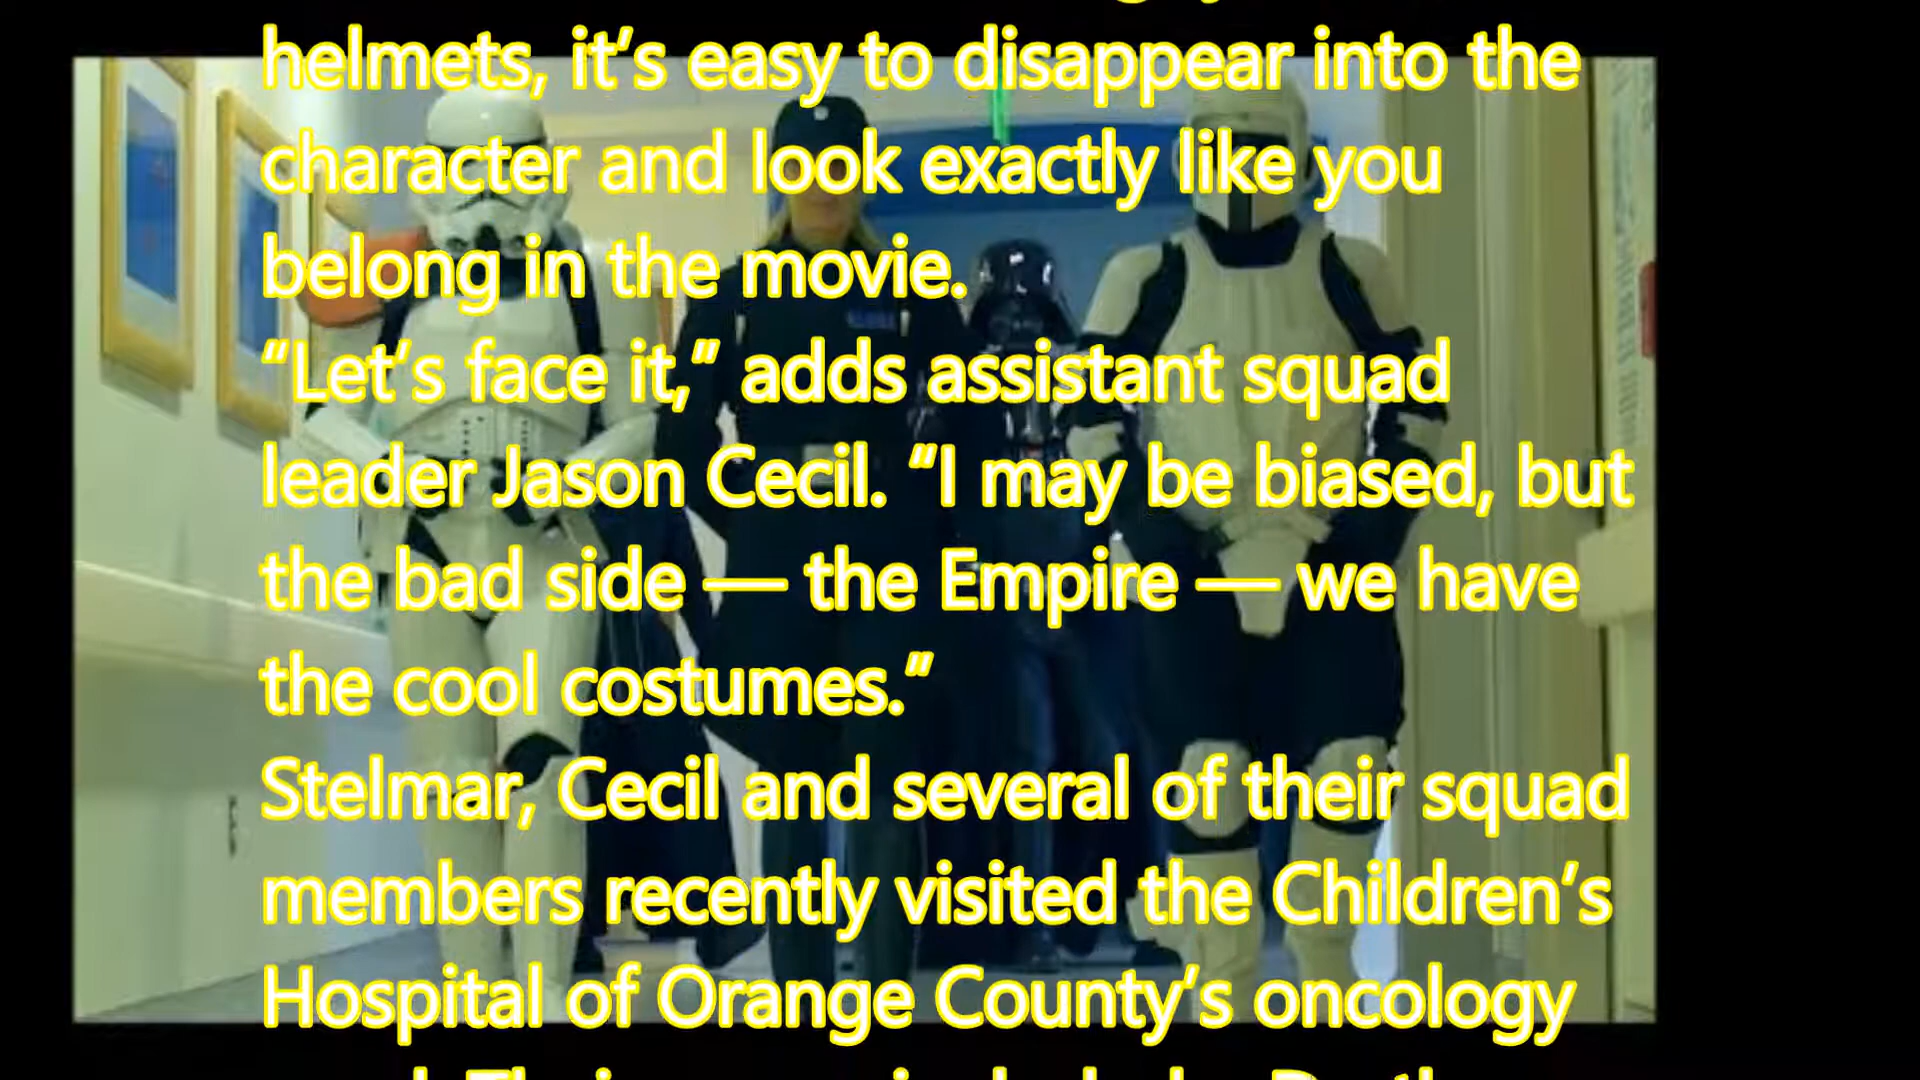 helmets, it’s easy to disappear into the
character and look exactly like you
belong in the movie.
“Let’s face it,” adds assistant squad
leader Jason Cecil. “I may be biased, but
the bad side — the Empire — we have
the cool costumes.”
Stelmar, Cecil and several of their squad
members recently visited the Children’s
Hospital of Orange County’s oncology